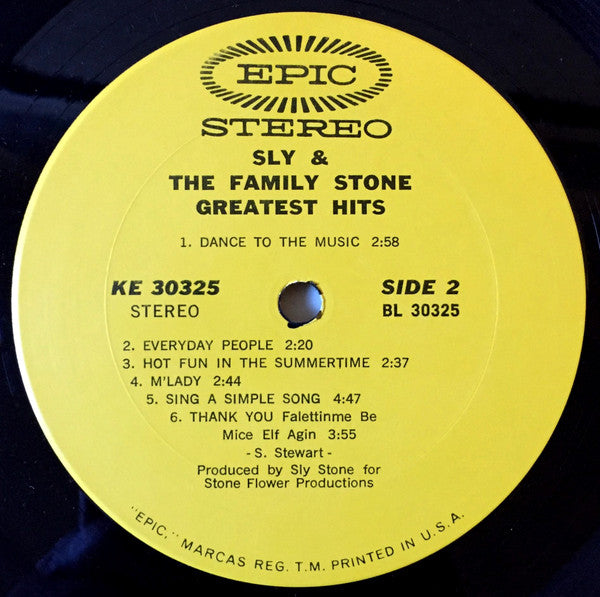 EPIC
STEREO
SLY &
THE FAMILY STONE
GREATEST HITS
1. DANCE TO THE MUSIC 2:58
KE 30325
STEREO
SIDE 2
BL 30325
2. EVERYDAY PEOPLE 2:20
3. HOT FUN IN THE SUMMERTIME 2:37
4. M'LADY 2:44
5. SING A SIMPLE SONG 4:47
6. THANK YOU Falettinme Be
Mice Elf Agin 3:55
- S. Stewart -
Produced by Sly Stone for
Stone Flower Productions
"EPIC," MARCAS REG. T.M. PRINTED IN U.S.A.